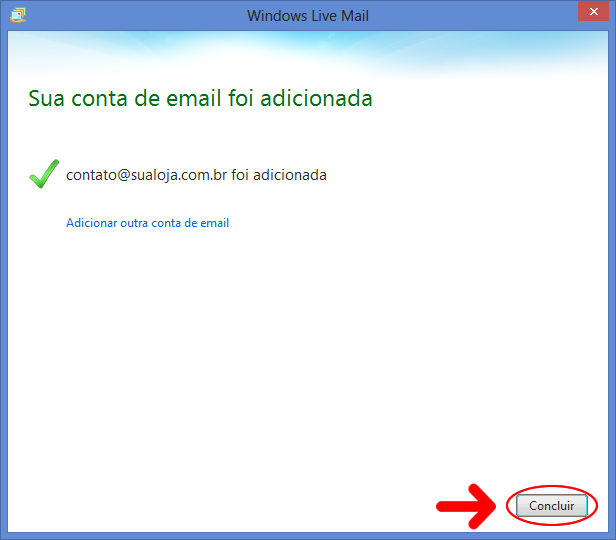 Windows Live Mail
Sua conta de email foi adicionada
contato@sualoja.com.br foi adicionada
Adicionar outra conta de email
Concluir